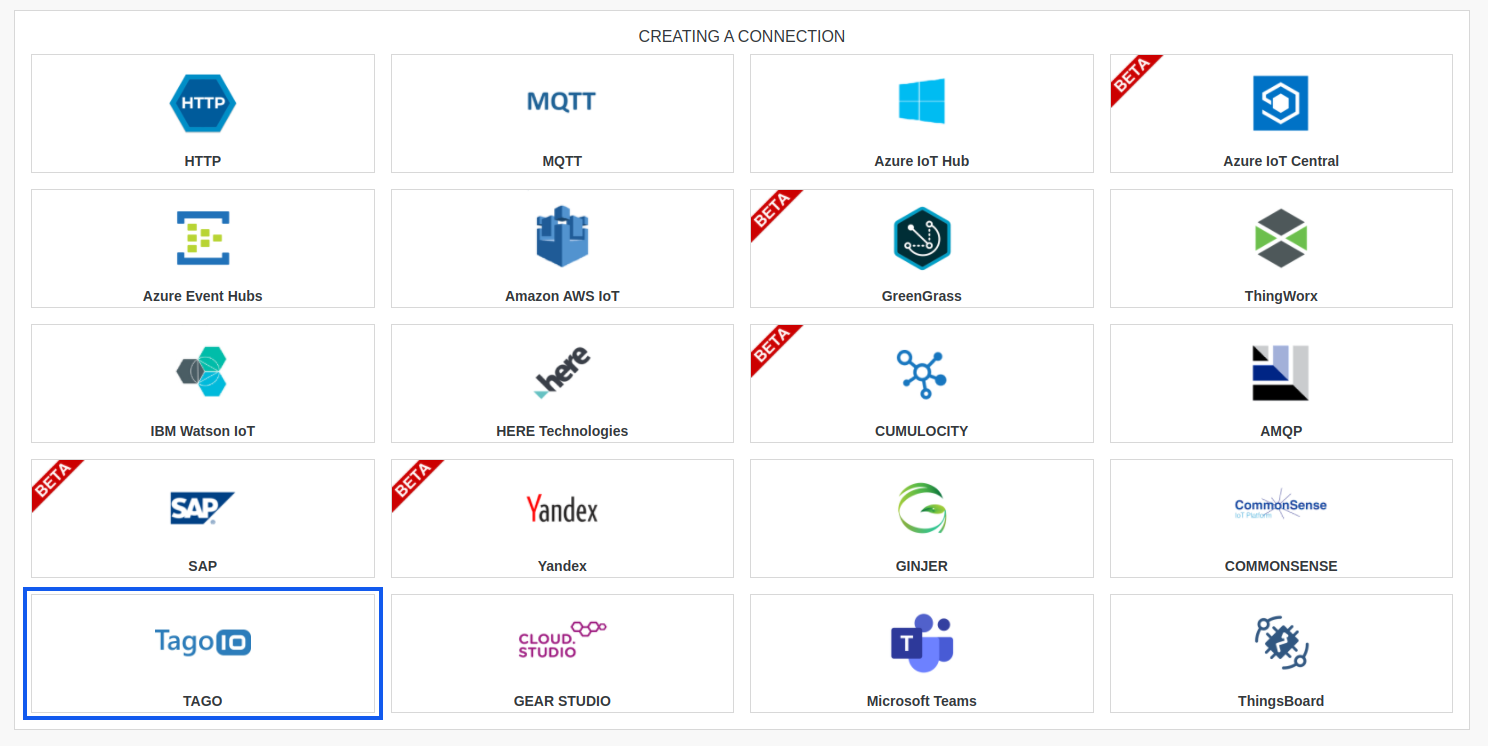 CREATING A CONNECTION
HTTP
HTTP
MQTT
MQTT
Azure IoT Hub
BETA
Azure IoT Central
Azure Event Hubs
Amazon AWS IoT
BETA
GreenGrass
ThingWorx
IBM Watson IoT
here
HERE Technologies
BETA
CUMULOCITY
AMQP
BETA
SAP
SAP
BETA
Yandex
Yandex
GINJER
CommonSense
IoT Platform
COMMONSENSE
Tago IO
TAGO
CLOUD.
STUDIO
GEAR STUDIO
T
Microsoft Teams
ThingsBoard